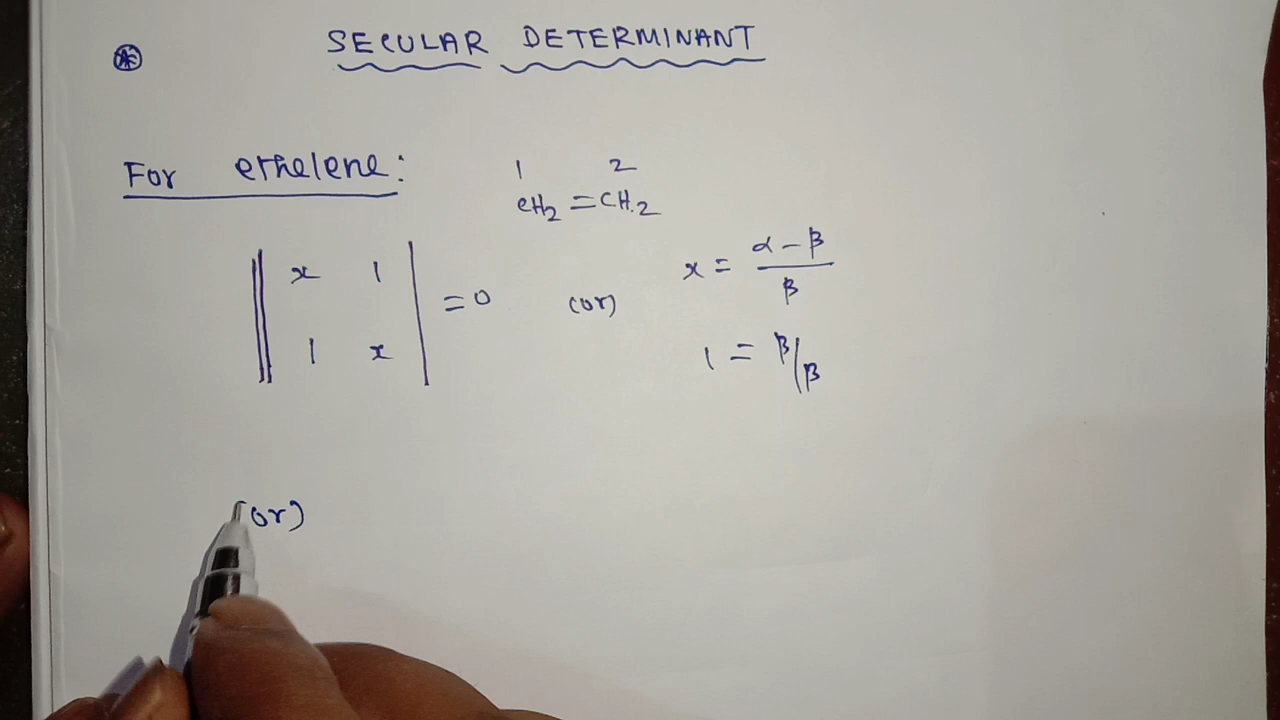 SECULAR DETERMINANT
For ethelene:
1 2
CH2 = CH2
| x 1 |
| 1 x | = 0 (or)
x = α - β / β
1 = β/β
(or)